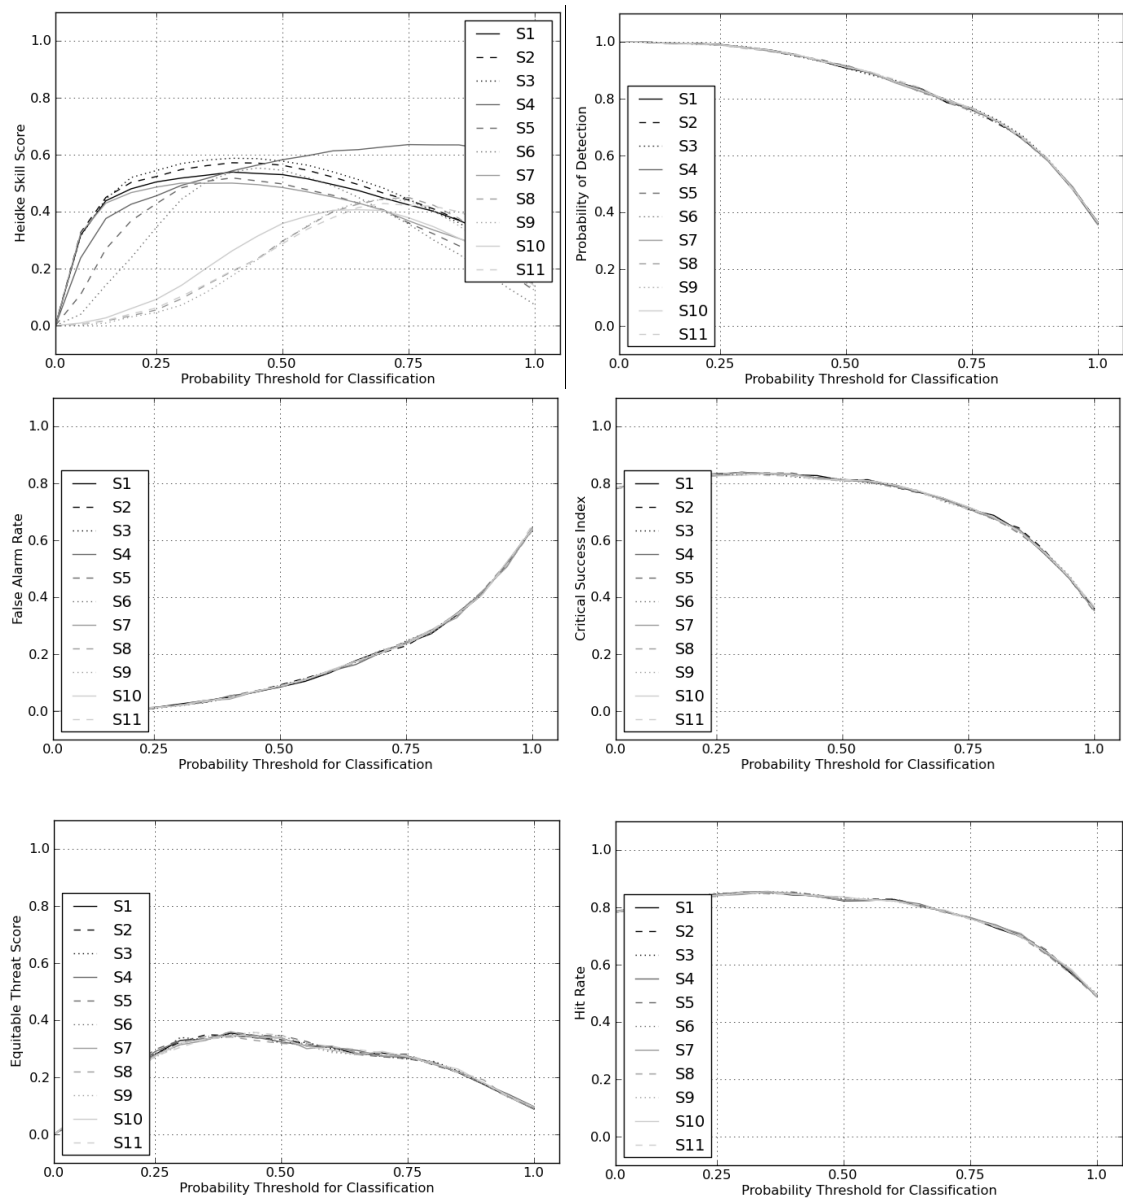 1.0
0.8
0.6
0.4
0.2
0.0
Heidke Skill Score
S1
S2
S3
S4
S5
S6
S7
S8
S9
S10
S11
0.0 0.25 0.50 0.75 1.0
Probability Threshold for Classification
1.0
0.8
0.6
0.4
0.2
0.0
Probability of Detection
S1
S2
S3
S4
S5
S6
S7
S8
S9
S10
S11
0.0 0.25 0.50 0.75 1.0
Probability Threshold for Classification
1.0
0.8
0.6
0.4
0.2
0.0
False Alarm Rate
S1
S2
S3
S4
S5
S6
S7
S8
S9
S10
S11
0.0 0.25 0.50 0.75 1.0
Probability Threshold for Classification
1.0
0.8
0.6
0.4
0.2
0.0
Critical Success Index
S1
S2
S3
S4
S5
S6
S7
S8
S9
S10
S11
0.0 0.25 0.50 0.75 1.0
Probability Threshold for Classification
1.0
0.8
0.6
0.4
0.2
0.0
Equitable Threat Score
S1
S2
S3
S4
S5
S6
S7
S8
S9
S10
S11
0.0 0.25 0.50 0.75 1.0
Probability Threshold for Classification
1.0
0.8
0.6
0.4
0.2
0.0
Hit Rate
S1
S2
S3
S4
S5
S6
S7
S8
S9
S10
S11
0.0 0.25 0.50 0.75 1.0
Probability Threshold for Classification